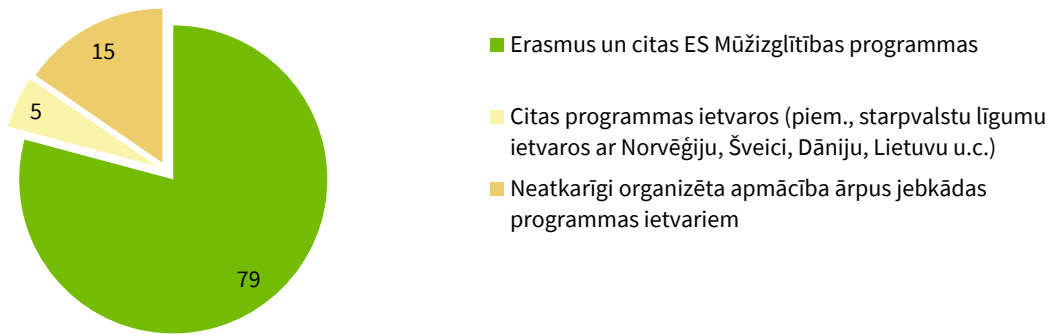 15
5
79
Erasmus un citas ES Mūžizglītības programmas
Citas programmas ietvaros (piem., starpvalstu līgumu
ietvaros ar Norvēģiju, Šveici, Dāniju, Lietuvu u.c.)
Neatkarīgi organizēta apmācība ārpus jebkādas
programmas ietvariem